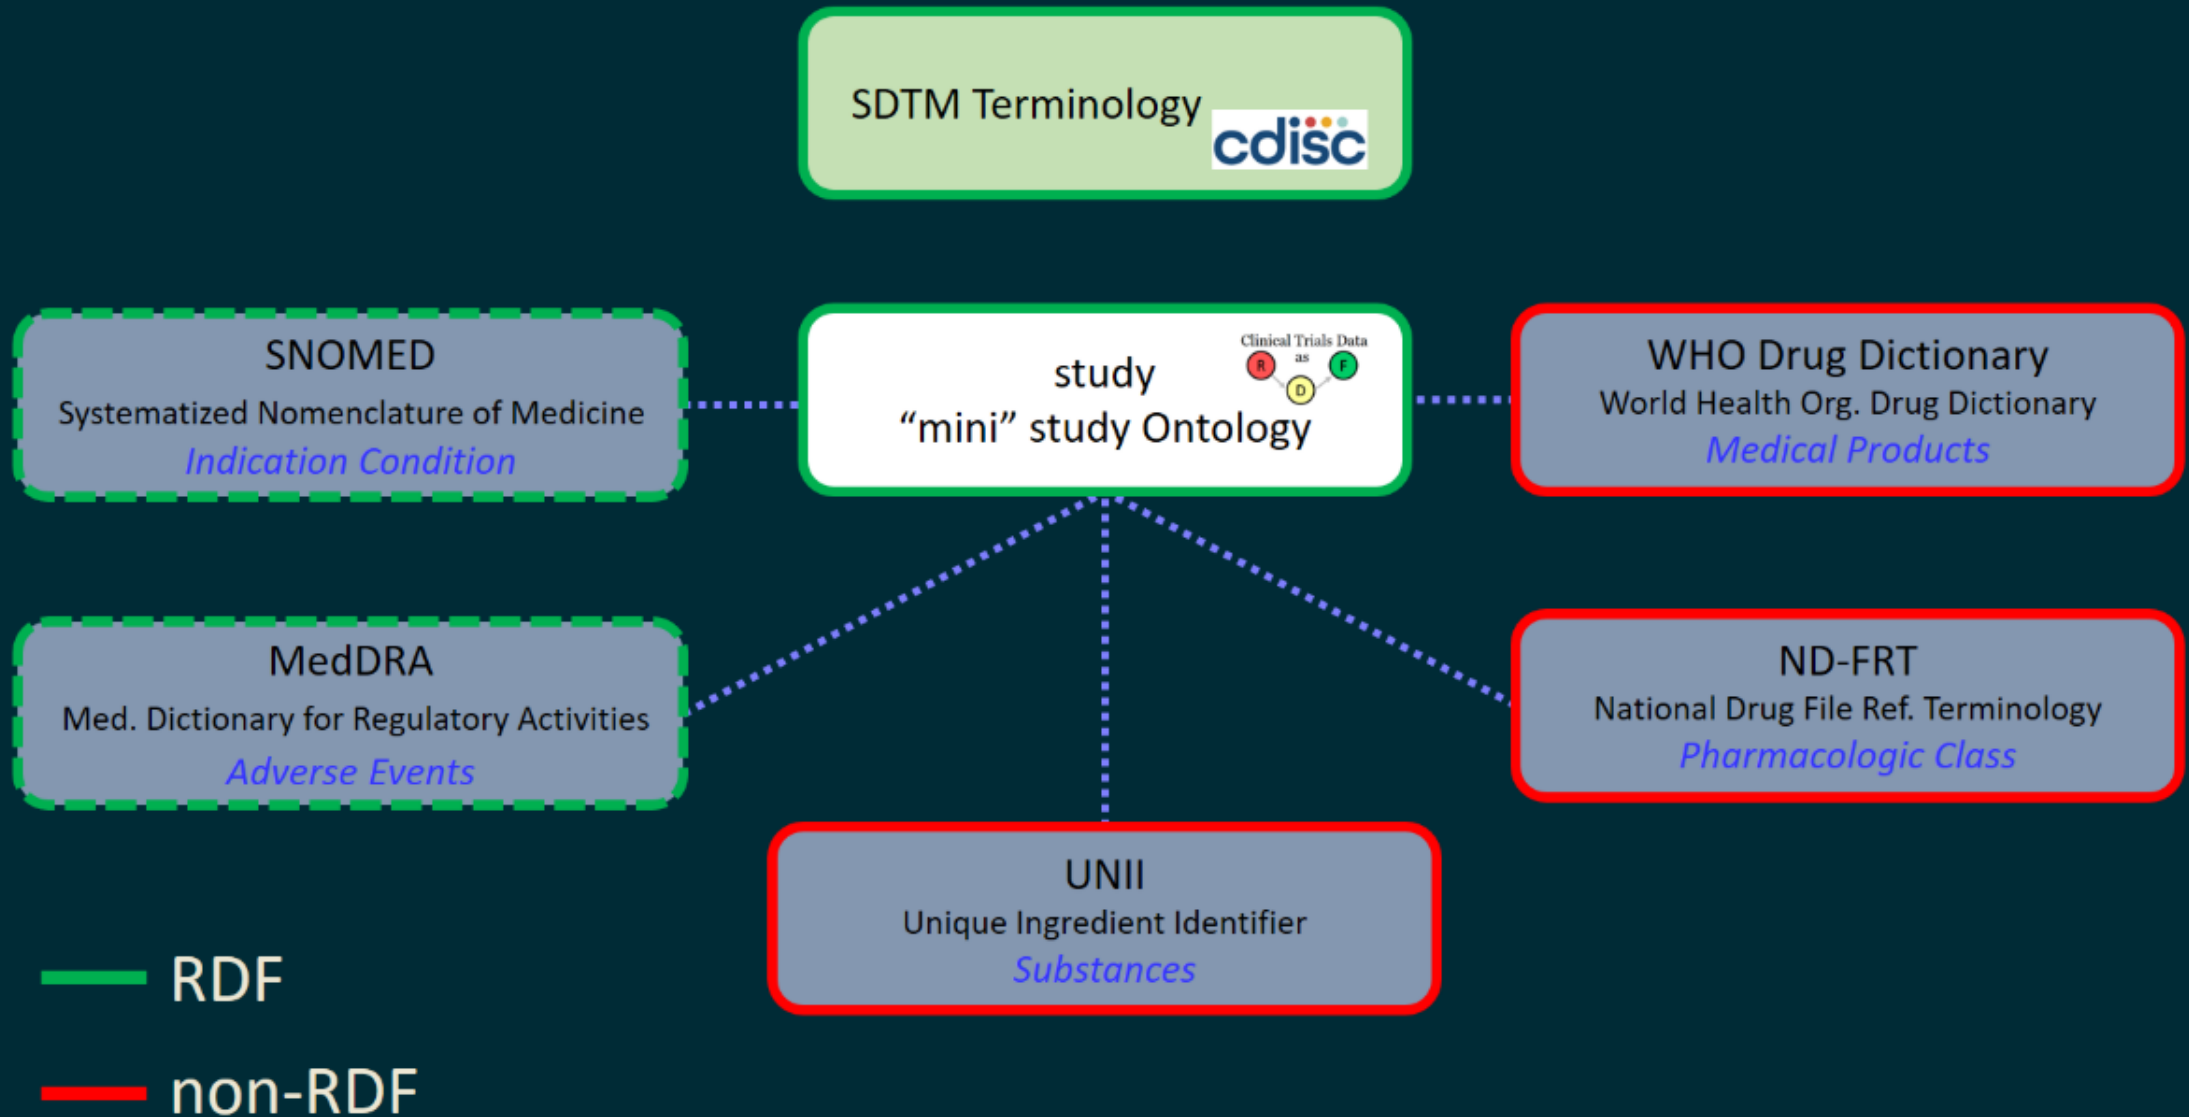 SDTM Terminology
cdisc
SNOMED
Systematized Nomenclature of Medicine
Indication Condition
study
“mini” study Ontology
Clinical Trials Data
as
R
D
F
WHO Drug Dictionary
World Health Org. Drug Dictionary
Medical Products
MedDRA
Med. Dictionary for Regulatory Activities
Adverse Events
ND-FRT
National Drug File Ref. Terminology
Pharmacologic Class
UNII
Unique Ingredient Identifier
Substances
RDF
non-RDF